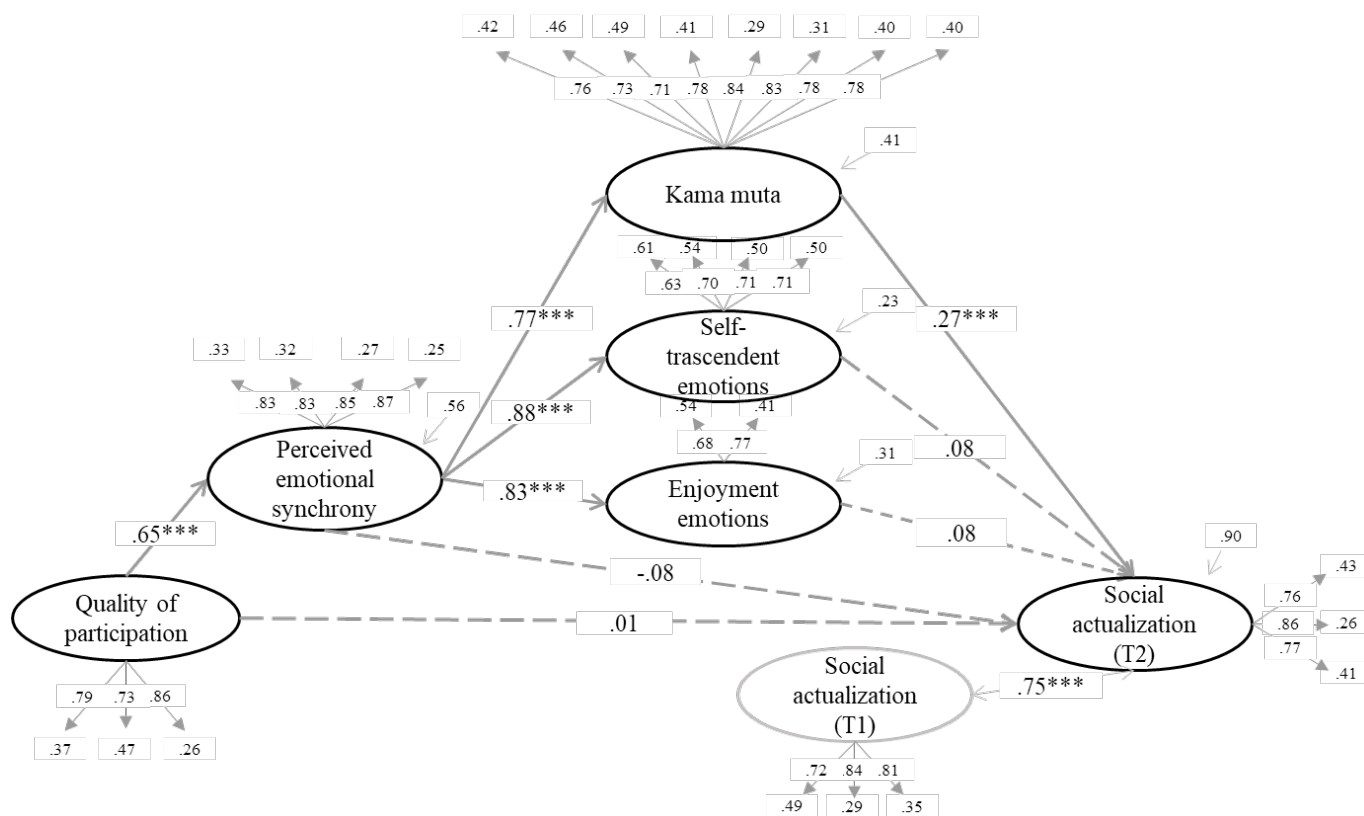 .42 .46 .49 .41 .29 .31 .40 .40
.76 .73 .71 .78 .84 .83 .78 .78
.41
Kama muta
.61 .54 .50 .50
.63 .70 .71 .71
.23
.77***
.27***
Self-
trascendent
emotions
.33 .32 .27 .25
.83 .83 .85 .87
.56
.88***
.54 .41
.68 .77
.08
.31
Perceived
emotional
synchrony
.83***
Enjoyment
emotions
.08
.65***
.90
-.08
.43
.76
.86 .26
.77
.41
Quality of
participation
.01
Social
actualization
(T2)
Social
actualization
(T1)
.75***
.79 .73 .86
.37 .47 .26
.72 .84 .81
.49 .29 .35